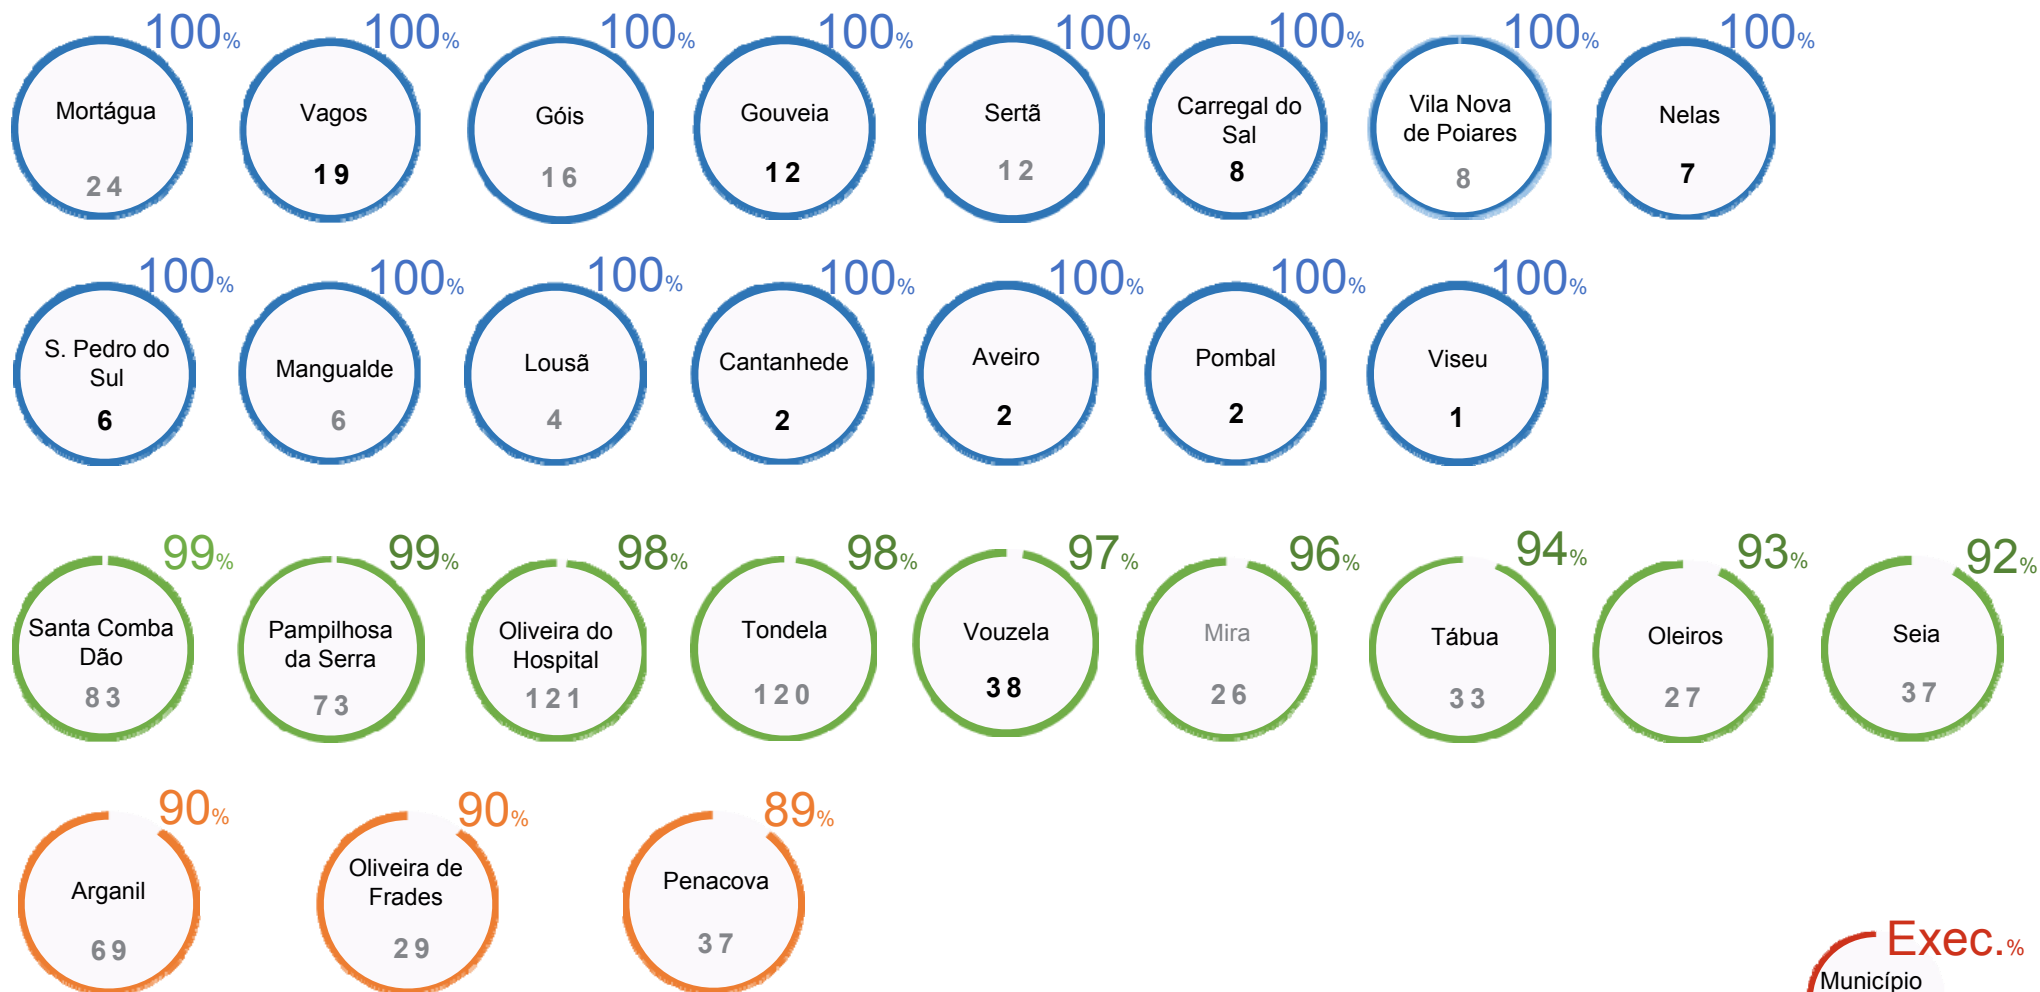 100%
100%
100%
100%
100%
100%
100%
100%
Mortágua
24
Vagos
19
Góis
16
Gouveia
12
Sertã
12
Carregal do
Sal
8
Vila Nova
de Poiares
8
Nelas
7
100%
100%
100%
100%
100%
100%
100%
S. Pedro do
Sul
6
Mangualde
6
Lousã
4
Cantanhede
2
Aveiro
2
Pombal
2
Viseu
1
99%
99%
98%
98%
97%
96%
94%
93%
92%
Santa Comba
Dão
83
Pampilhosa
da Serra
73
Oliveira do
Hospital
121
Tondela
120
Vouzela
38
Mira
26
Tábua
33
Oleiros
27
Seia
37
90%
90%
89%
Arganil
69
Oliveira de
Frades
29
Penacova
37
Exec.%
Município